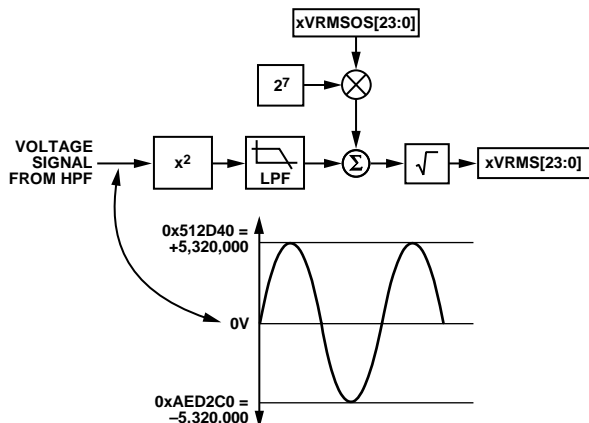 xVRMSOS[23:0]
2⁷
VOLTAGE
SIGNAL
FROM HPF
x²
LPF
Σ
√
xVRMS[23:0]
0x512D40 =
+5,320,000
0V
0xAED2C0 =
–5,320,000